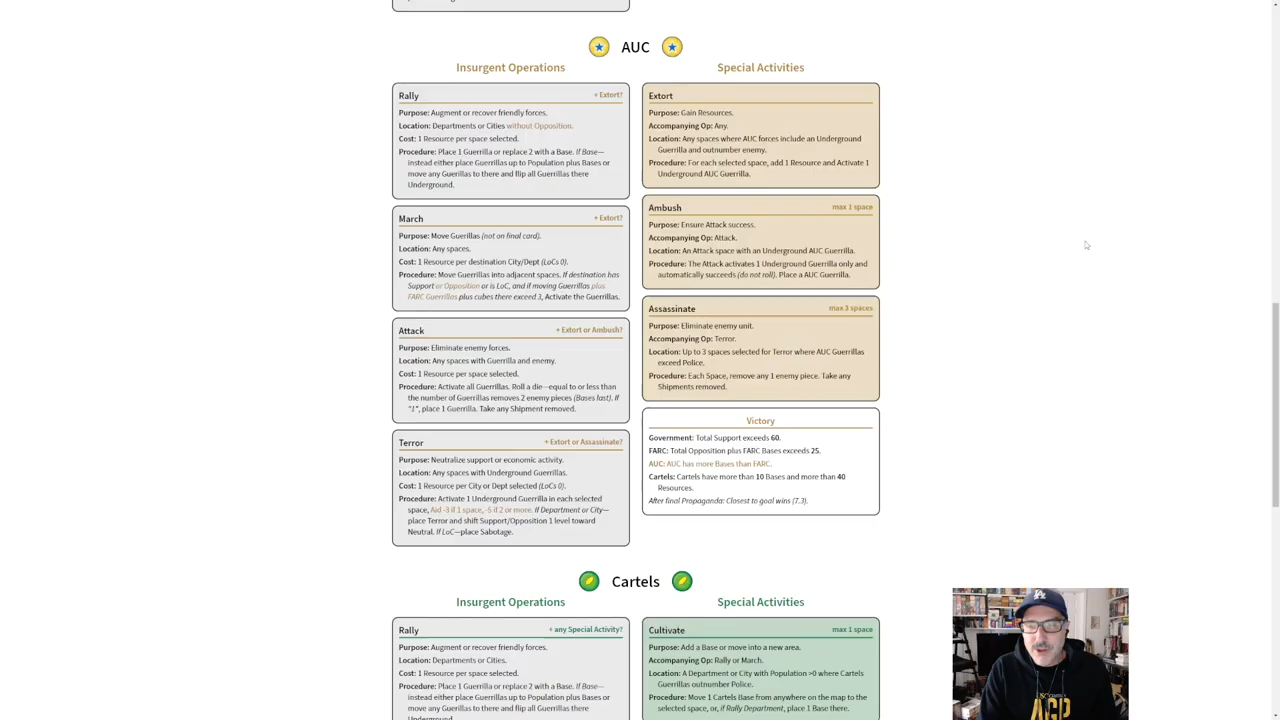 AUC
Insurgent Operations
Rally + Extort?
Purpose: Augment or recover friendly forces.
Location: Departments or Cities without Opposition.
Cost: 1 Resource per space selected.
Procedure: Place 1 Guerrilla or replace 2 with a Base. If Base—
instead either place Guerrillas up to Population plus Bases or
move any Guerillas to there and flip all Guerrillas there
Underground.
March + Extort?
Purpose: Move Guerillas (not on final card).
Location: Any spaces.
Cost: 1 Resource per destination City/Dept (LoCs 0).
Procedure: Move Guerrillas into adjacent spaces. If destination has
Support or Opposition or is LoC, and if moving Guerrillas plus
FARC Guerrillas plus cubes there exceed 3, Activate the Guerrillas.
Attack + Extort or Ambush?
Purpose: Eliminate enemy forces.
Location: Any spaces with Guerrilla and enemy.
Cost: 1 Resource per space selected.
Procedure: Activate all Guerrillas. Roll a die—equal to or less than
the number of Guerrillas removes 2 enemy pieces (Bases last). If
"1", place 1 Guerrilla. Take any Shipment removed.
Terror + Extort or Assassinate?
Purpose: Neutralize support or economic activity.
Location: Any spaces with Underground Guerrillas.
Cost: 1 Resource per City or Dept selected (LoCs 0).
Procedure: Activate 1 Underground Guerrilla in each selected
space, Aid -3 if 1 space, -5 if 2 or more. If Department or City—
place Terror and shift Support/Opposition 1 level toward
Neutral. If LoC—place Sabotage.
Special Activities
Extort
Purpose: Gain Resources.
Accompanying Op: Any.
Location: Any spaces where AUC forces include an Underground
Guerrilla and outnumber enemy.
Procedure: For each selected space, add 1 Resource and Activate 1
Underground AUC Guerrilla.
Ambush max 1 space
Purpose: Ensure Attack success.
Accompanying Op: Attack.
Location: An Attack space with an Underground AUC Guerrilla.
Procedure: The Attack activates 1 Underground Guerrilla only and
automatically succeeds (do not roll). Place a AUC Guerrilla.
Assassinate max 3 spaces
Purpose: Eliminate enemy unit.
Accompanying Op: Terror.
Location: Up to 3 spaces selected for Terror where AUC Guerrillas
exceed Police.
Procedure: Each Space, remove any 1 enemy piece. Take any
Shipments removed.
Victory
Government: Total Support exceeds 60.
FARC: Total Opposition plus FARC Bases exceeds 25.
AUC: AUC has more Bases than FARC.
Cartels: Cartels have more than 10 Bases and more than 40
Resources.
After final Propaganda: Closest to goal wins (7.3).
Cartels
Insurgent Operations
Rally + any Special Activity?
Purpose: Augment or recover friendly forces.
Location: Departments or Cities.
Cost: 1 Resource per space selected.
Procedure: Place 1 Guerrilla or replace 2 with a Base. If Base—
instead either place Guerrillas up to Population plus Bases or
move any Guerillas to there and flip all Guerrillas there
Underground.
Special Activities
Cultivate max 1 space
Purpose: Add a Base or move into a new area.
Accompanying Op: Rally or March.
Location: A Department or City with Population >0 where Cartels
Guerrillas outnumber Police.
Procedure: Move 1 Cartels Base from anywhere on the map to the
selected space, or, if Rally Department, place 1 Base there.
LA
AGP